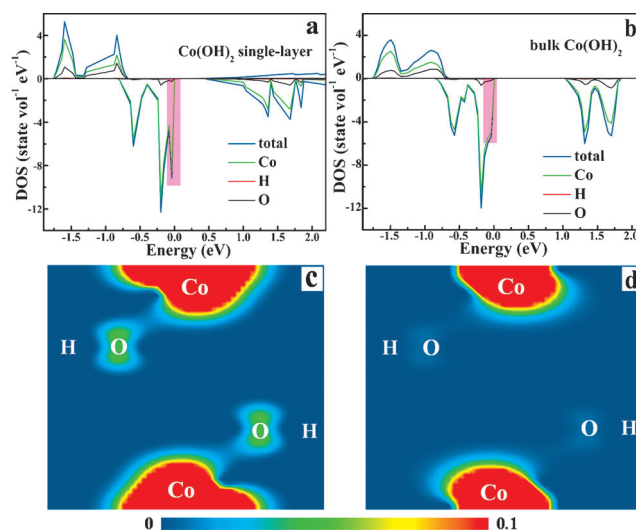 a
Co(OH)2 single-layer
DOS (state vol-1 eV-1)
4
0
-4
-8
-12
total
Co
H
O
-1.5 -1.0 -0.5 0.0 0.5 1.0 1.5 2.0
Energy (eV)
b
bulk Co(OH)2
DOS (state vol-1 eV-1)
4
0
-4
-8
-12
total
Co
H
O
-1.5 -1.0 -0.5 0.0 0.5 1.0 1.5 2.0
Energy (eV)
c
Co
H O
O H
Co
d
Co
H O
O H
Co
0 0.1